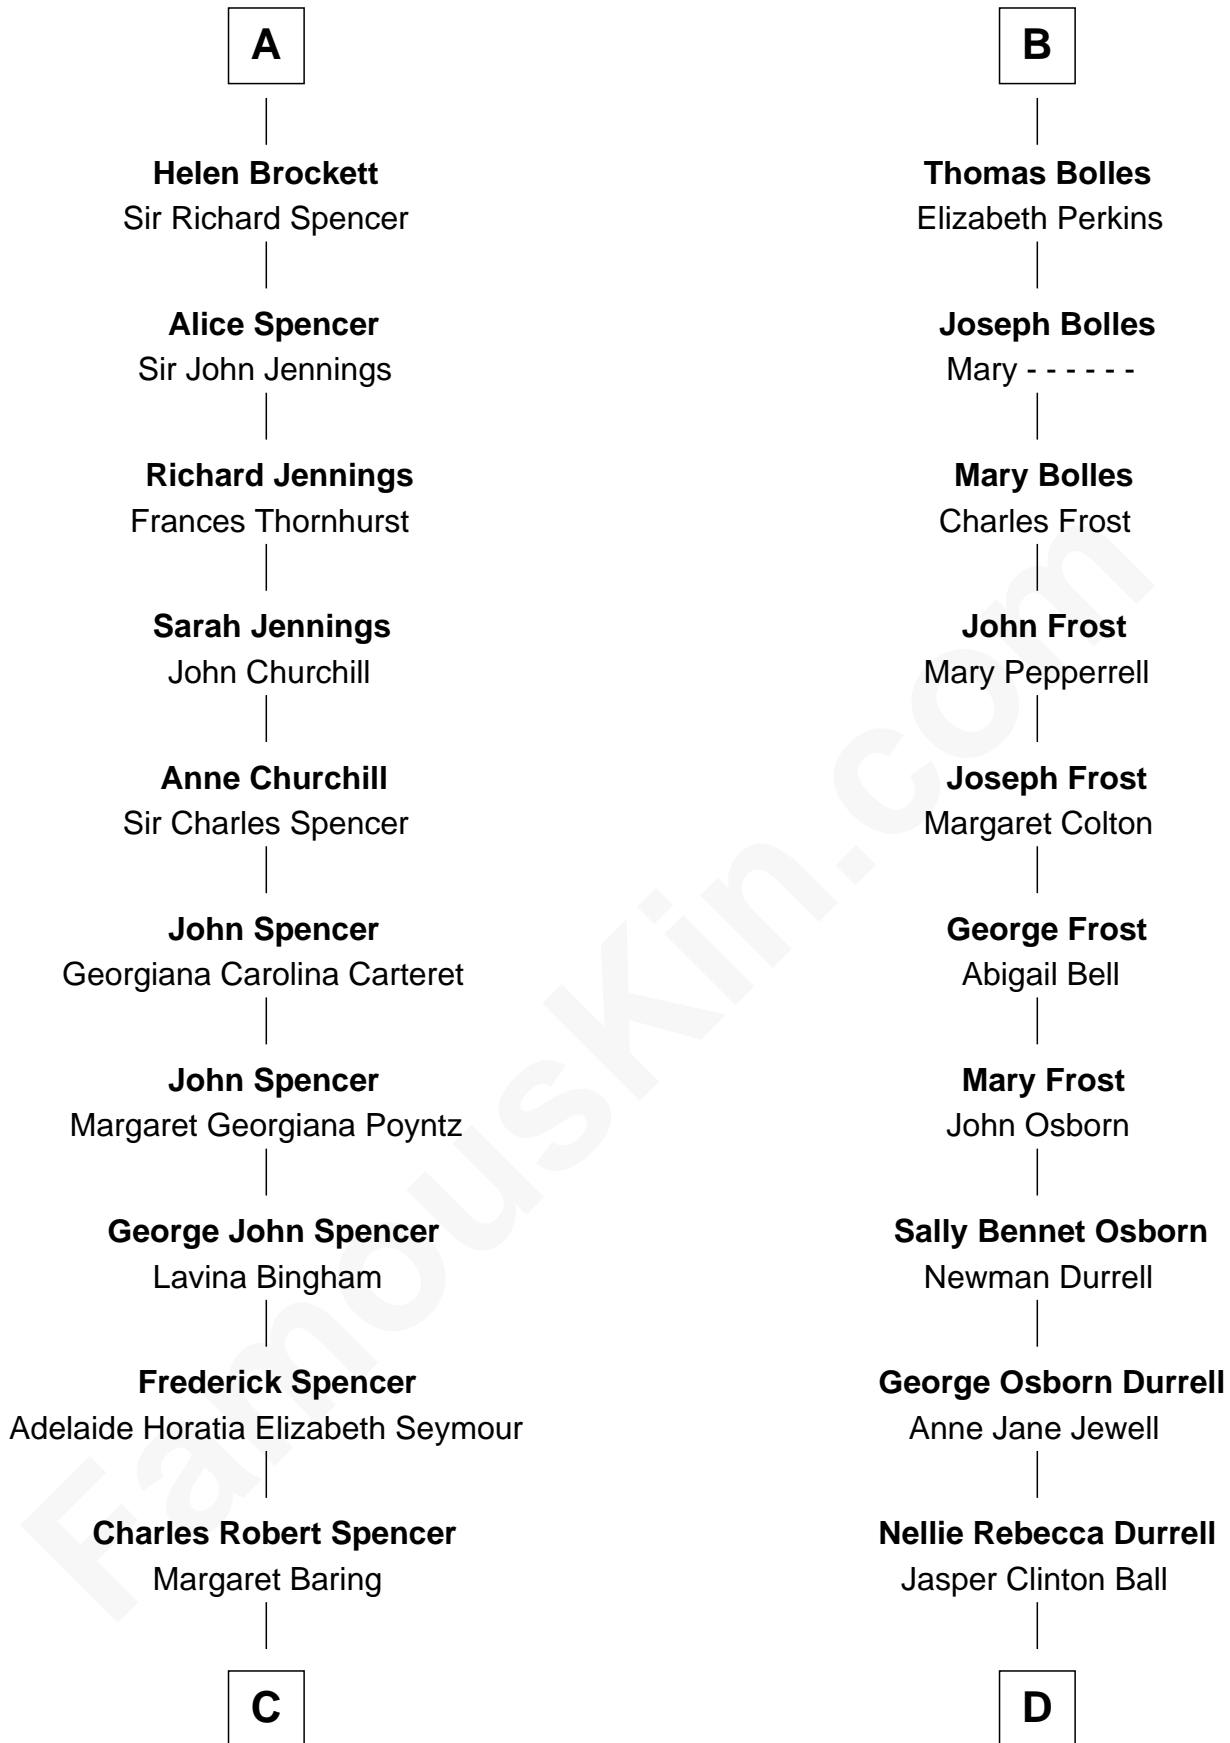 A
Helen Brockett
Sir Richard Spencer
Alice Spencer
Sir John Jennings
Richard Jennings
Frances Thornhurst
Sarah Jennings
John Churchill
Anne Churchill
Sir Charles Spencer
John Spencer
Georgiana Carolina Carteret
John Spencer
Margaret Georgiana Poyntz
George John Spencer
Lavina Bingham
Frederick Spencer
Adelaide Horatia Elizabeth Seymour
Charles Robert Spencer
Margaret Baring
C
B
Thomas Bolles
Elizabeth Perkins
Joseph Bolles
Mary - - - - - -
Mary Bolles
Charles Frost
John Frost
Mary Pepperrell
Joseph Frost
Margaret Colton
George Frost
Abigail Bell
Mary Frost
John Osborn
Sally Bennet Osborn
Newman Durrell
George Osborn Durrell
Anne Jane Jewell
Nellie Rebecca Durrell
Jasper Clinton Ball
D
FamousKin.com